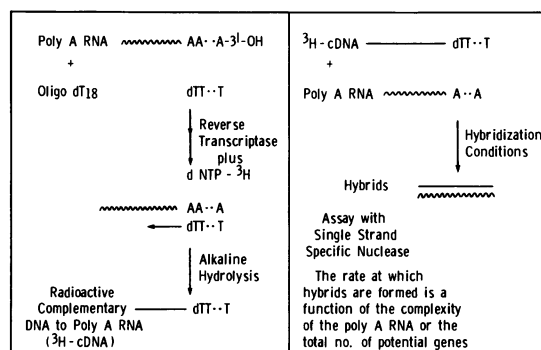 Poly A RNA AA··A-3ˡ-OH
+
Oligo dT₁₈ dTT··T
Reverse
Transcriptase
plus
d NTP - ³H
AA··A
dTT··T
Alkaline
Hydrolysis
Radioactive
Complementary dTT··T
DNA to Poly A RNA
(³H-cDNA)
³H-cDNA dTT··T
+
Poly A RNA A··A
Hybridization
Conditions
Hybrids
Assay with
Single Strand
Specific Nuclease
The rate at which
hybrids are formed is a
function of the complexity
of the poly A RNA or the
total no. of potential genes